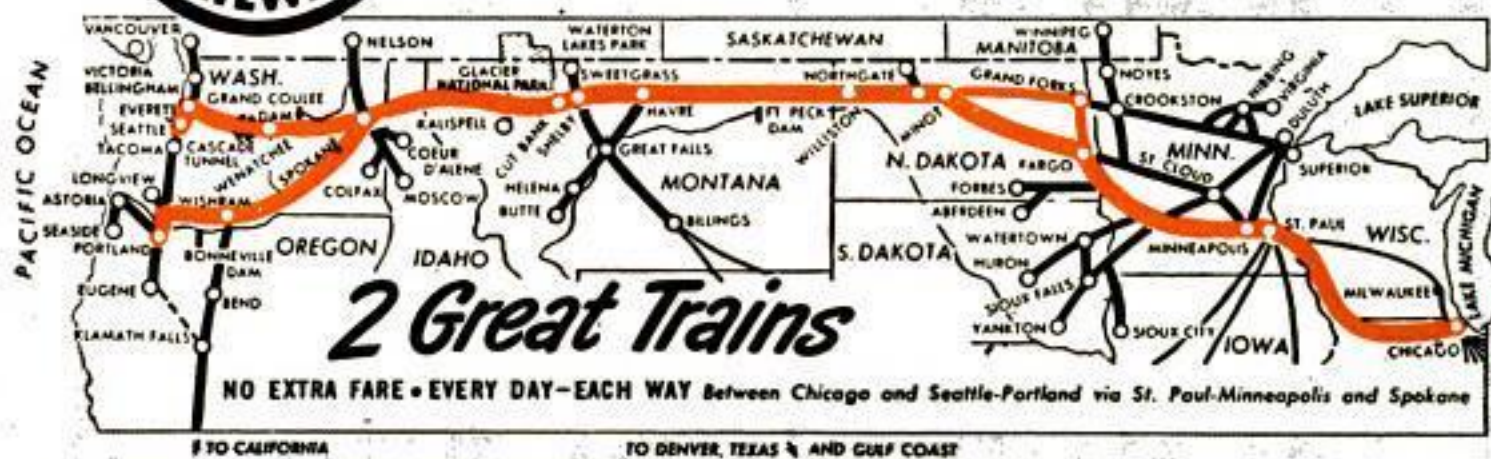 VIEW
VANCOUVER
NELSON
WATERTON
LAKES PARK
SASKATCHEWAN
WINNIPEG
MANITOBA
VICTORIA
BELLINGHAM
WASH.
GLACIER
NATIONAL PARK
SWEETGRASS
NORTHGATE
GRAND FORKS
NOYES
HIBBING
VIRGINIA
DULUTH
LAKE SUPERIOR
EVERETT
GRAND COULEE
DAM
SEATTLE
KALISPELL
CUT BANK
SHELBY
HAVRE
FT PECK
DAM
WILLISTON
MINOT
CROOKSTON
TACOMA
CASCADE
TUNNEL
WENATCHEE
SPOKANE
COEUR
D'ALENE
GREAT FALLS
N. DAKOTA
FARGO
ST CLOUD
MINN.
SUPERIOR
PACIFIC OCEAN
LONGVIEW
ASTORIA
WISHRAM
COLFAX
MOSCOW
HELENA
MONTANA
FORBES
ABERDEEN
SEASIDE
PORTLAND
BONNEVILLE
DAM
OREGON
IDAHO
BUTTE
BILLINGS
S. DAKOTA
WATERTOWN
MINNEAPOLIS
ST. PAUL
WISC.
LAKE MICHIGAN
EUGENE
BEND
HURON
SIOUX FALLS
MILWAUKEE
KLAMATH FALLS
YANKTON
SIOUX CITY
IOWA
CHICAGO
2 Great Trains
NO EXTRA FARE • EVERY DAY—EACH WAY Between Chicago and Seattle-Portland via St. Paul-Minneapolis and Spokane
TO CALIFORNIA
TO DENVER, TEXAS AND GULF COAST